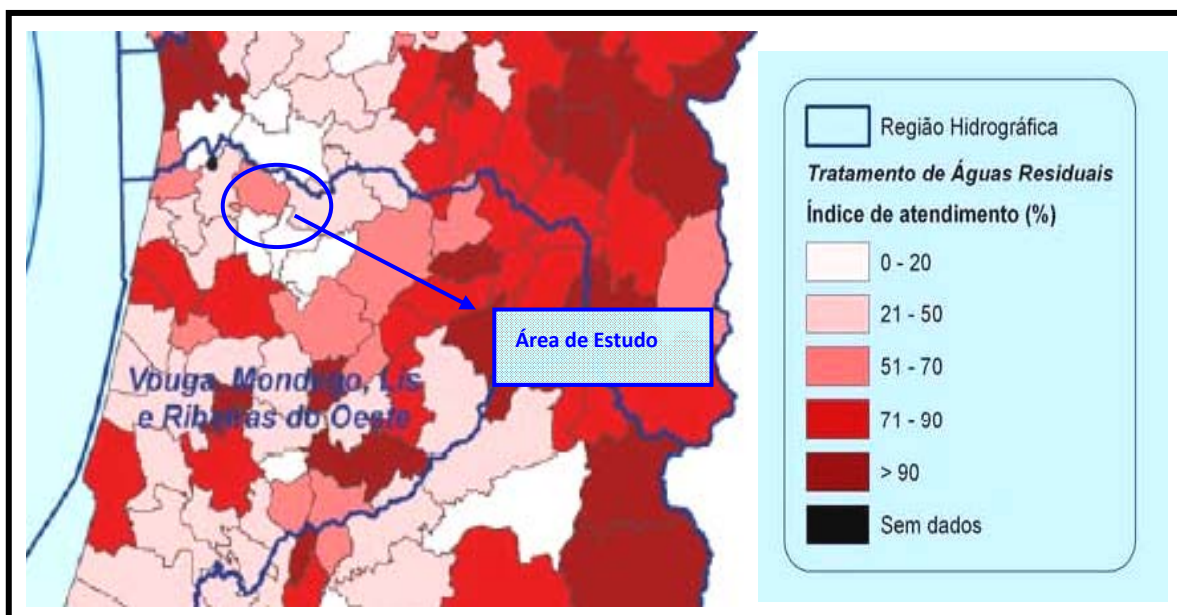 Área de Estudo
Vouga, Mondego, Lis
e Ribeiras do Oeste
Região Hidrográfica
Tratamento de Águas Residuais
Índice de atendimento (%)
0 - 20
21 - 50
51 - 70
71 - 90
> 90
Sem dados